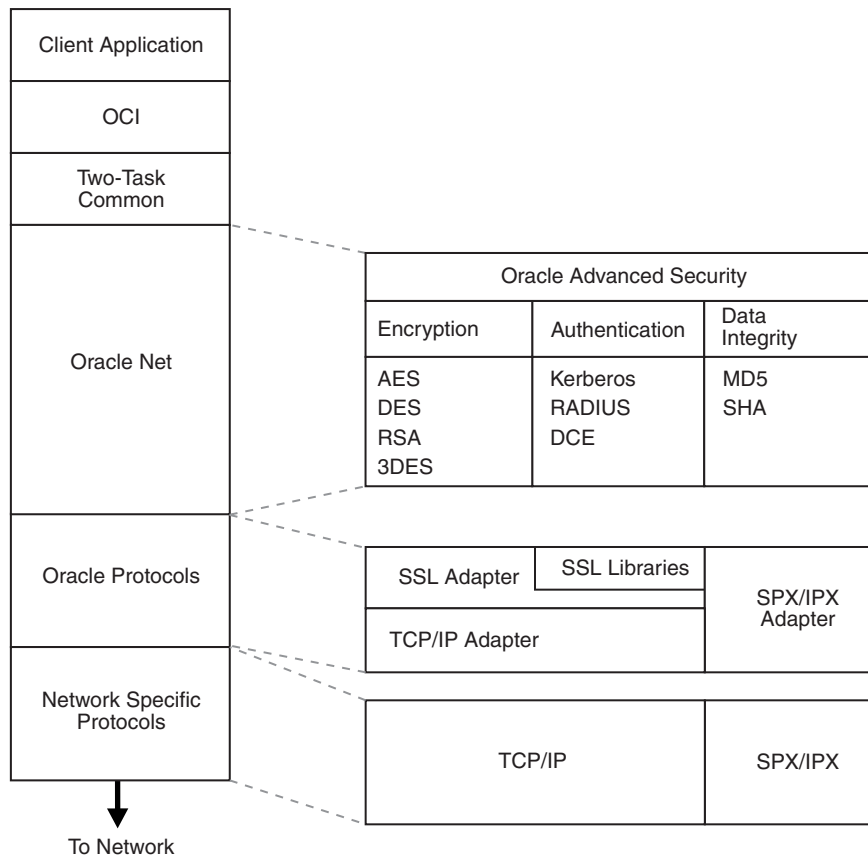 Client Application
OCI
Two-Task
Common
Oracle Net
Oracle Protocols
Network Specific
Protocols
To Network
Oracle Advanced Security
Encryption
Authentication
Data
Integrity
AES
DES
RSA
3DES
Kerberos
RADIUS
DCE
MD5
SHA
SSL Adapter
SSL Libraries
TCP/IP Adapter
SPX/IPX
Adapter
TCP/IP
SPX/IPX